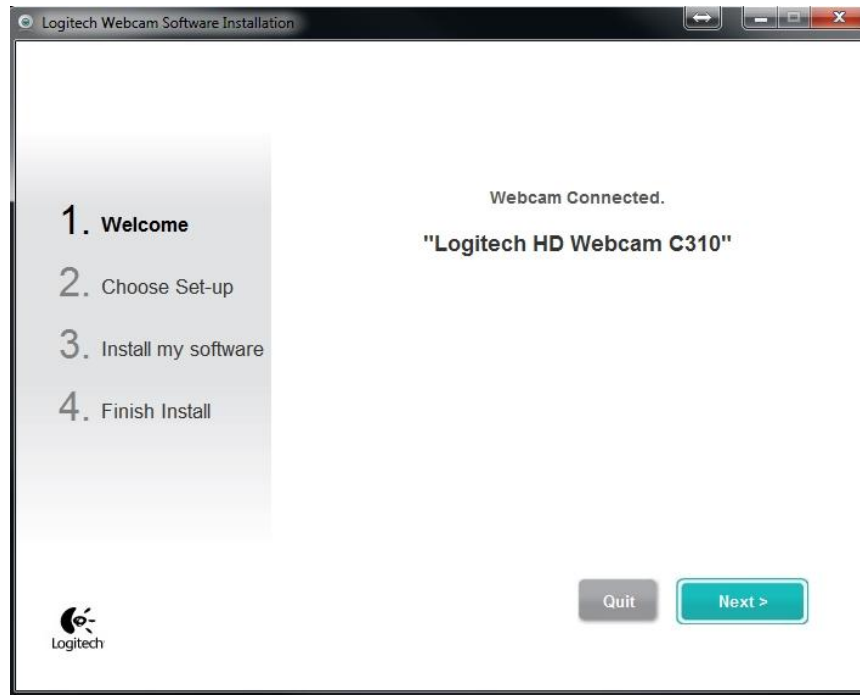 Logitech Webcam Software Installation
Webcam Connected.
"Logitech HD Webcam C310"
1. Welcome
2. Choose Set-up
3. Install my software
4. Finish Install
Quit
Next >
Logitech